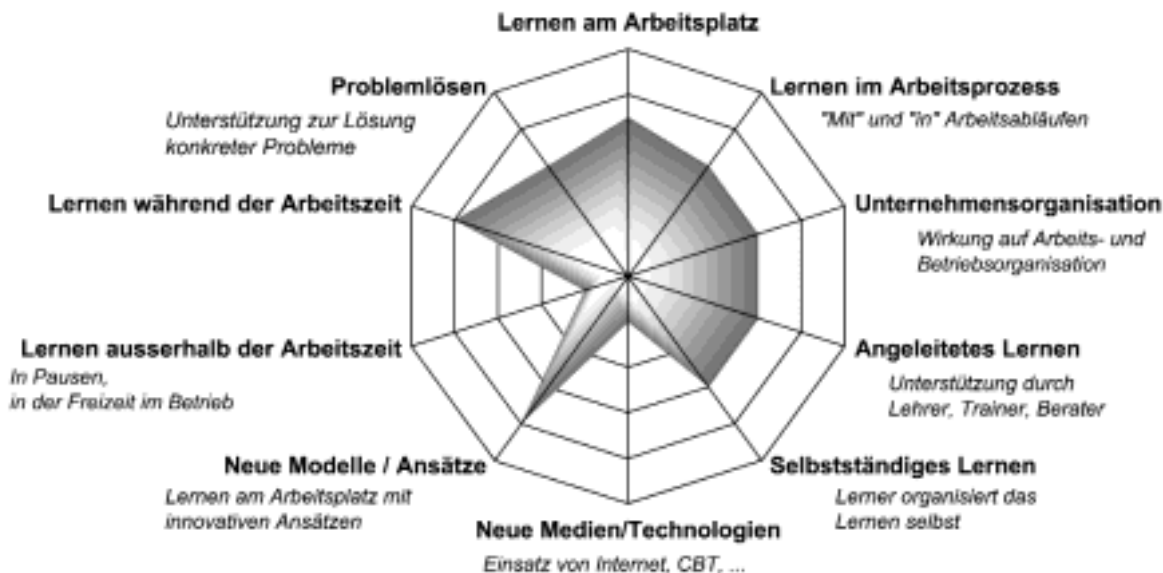 Lernen am Arbeitsplatz
Problemlösen
Unterstützung zur Lösung
konkreter Probleme
Lernen im Arbeitsprozess
"Mit" und "in" Arbeitsabläufen
Lernen während der Arbeitszeit
Unternehmensorganisation
Wirkung auf Arbeits- und
Betriebsorganisation
Lernen ausserhalb der Arbeitszeit
In Pausen,
in der Freizeit im Betrieb
Angeleitetes Lernen
Unterstützung durch
Lehrer, Trainer, Berater
Neue Modelle / Ansätze
Lernen am Arbeitsplatz mit
innovativen Ansätzen
Selbstständiges Lernen
Lerner organisiert das
Lernen selbst
Neue Medien/Technologien
Einsatz von Internet, CBT, ...